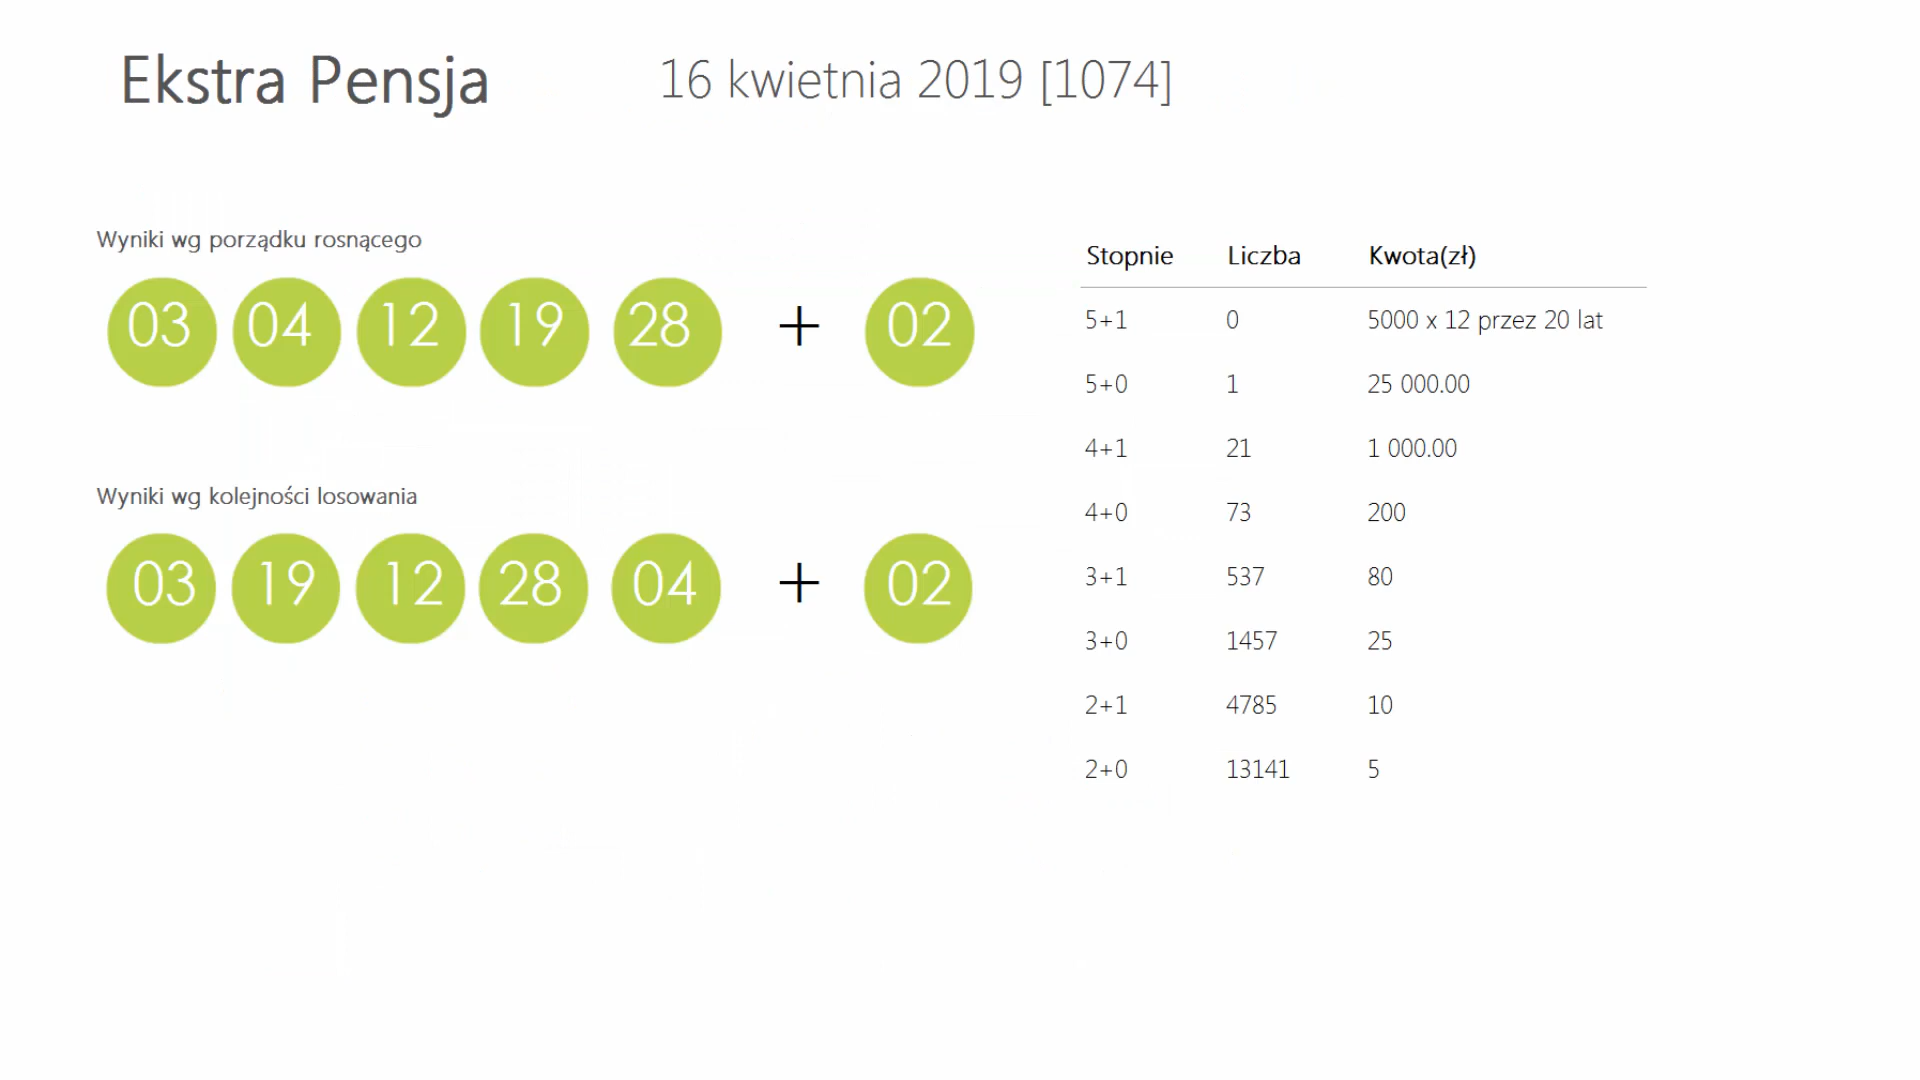 Ekstra Pensja 16 kwietnia 2019 [1074]
Wyniki wg porządku rosnącego
03 04 12 19 28 + 02
Wyniki wg kolejności losowania
03 19 12 28 04 + 02
Stopnie Liczba Kwota(zł)
5+1 0 5000 x 12 przez 20 lat
5+0 1 25 000.00
4+1 21 1 000.00
4+0 73 200
3+1 537 80
3+0 1457 25
2+1 4785 10
2+0 13141 5